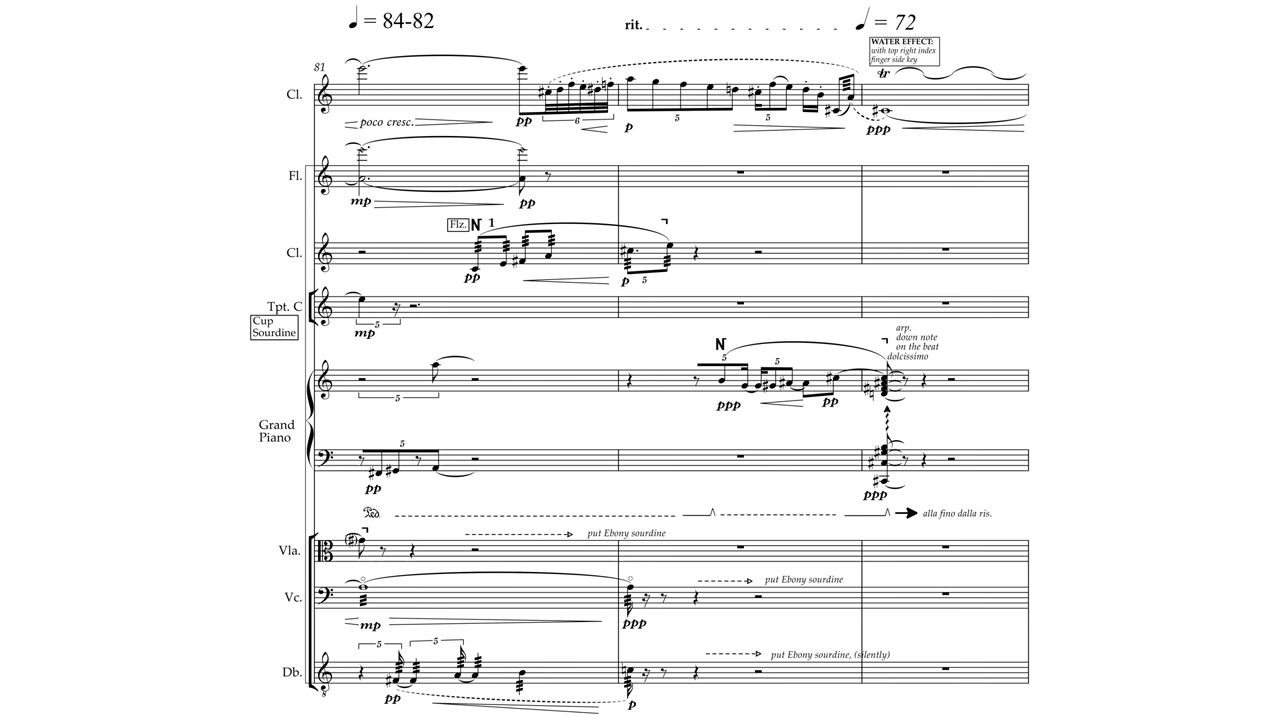 = 84-82
rit.
= 72
WATER EFFECT:
with top right index
finger side key
81
tr
Cl.
poco cresc.
pp
6
p
5
5
ppp
Fl.
mp
pp
Flz.
N 1
Cl.
pp
p
5
Tpt. C
Cup
Sourdine
5
mp
arp.
down note
on the beat
dolcissimo
N
5
5
5
ppp
pp
Grand
Piano
5
pp
ppp
Ped
alla fino dalla ris.
put Ebony sourdine
Vla.
put Ebony sourdine
Vc.
mp
ppp
5
5
put Ebony sourdine, (silently)
Db.
8
pp
p